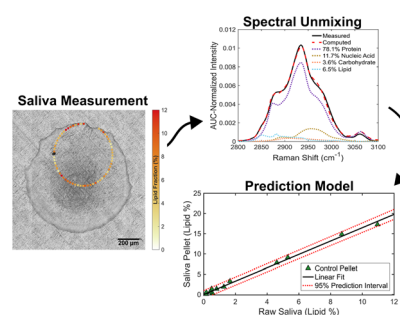 Spectral Unmixing
0.012
0.01
0.008
0.006
0.004
0.002
0
AUC-Normalized Intensity
Measured
Computed
78.1% Protein
11.7% Nucleic Acid
3.6% Carbohydrate
6.5% Lipid
2800 2850 2900 2950 3000 3050 3100
Raman Shift (cm⁻¹)
Saliva Measurement
200 µm
12
10
8
6
4
2
0
Lipid Fraction (%)
Prediction Model
25
20
15
10
5
0
Saliva Pellet (Lipid %)
Control Pellet
Linear Fit
95% Prediction Interval
0 2 4 6 8 10 12
Raw Saliva (Lipid %)